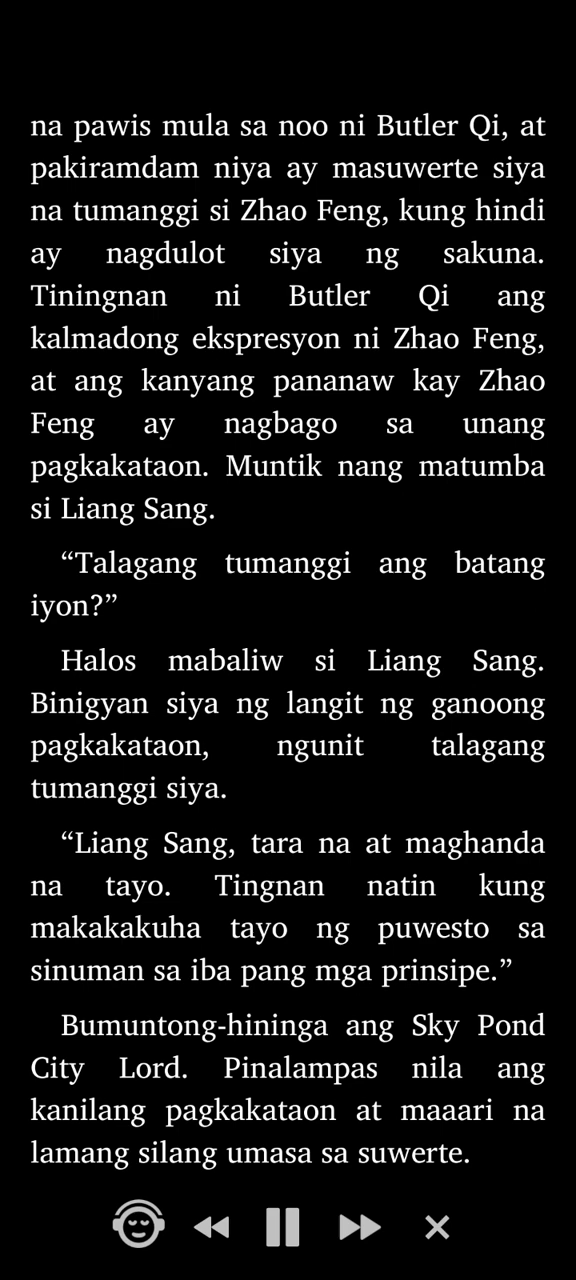 na pawis mula sa noo ni Butler Qi, at
pakiramdam niya ay masuwerte siya
na tumanggi si Zhao Feng, kung hindi
ay nagdulot siya ng sakuna.
Tiningnan ni Butler Qi ang
kalmadong ekspresyon ni Zhao Feng,
at ang kanyang pananaw kay Zhao
Feng ay nagbago sa unang
pagkakataon. Muntik nang matumba
si Liang Sang.
“Talagang tumanggi ang batang
iyon?”
Halos mabaliw si Liang Sang.
Binigyan siya ng langit ng ganoong
pagkakataon, ngunit talagang
tumanggi siya.
“Liang Sang, tara na at maghanda
na tayo. Tingnan natin kung
makakakuha tayo ng puwesto sa
sinuman sa iba pang mga prinsipe.”
Bumuntong-hininga ang Sky Pond
City Lord. Pinalampas nila ang
kanilang pagkakataon at maaari na
lamang silang umasa sa suwerte.